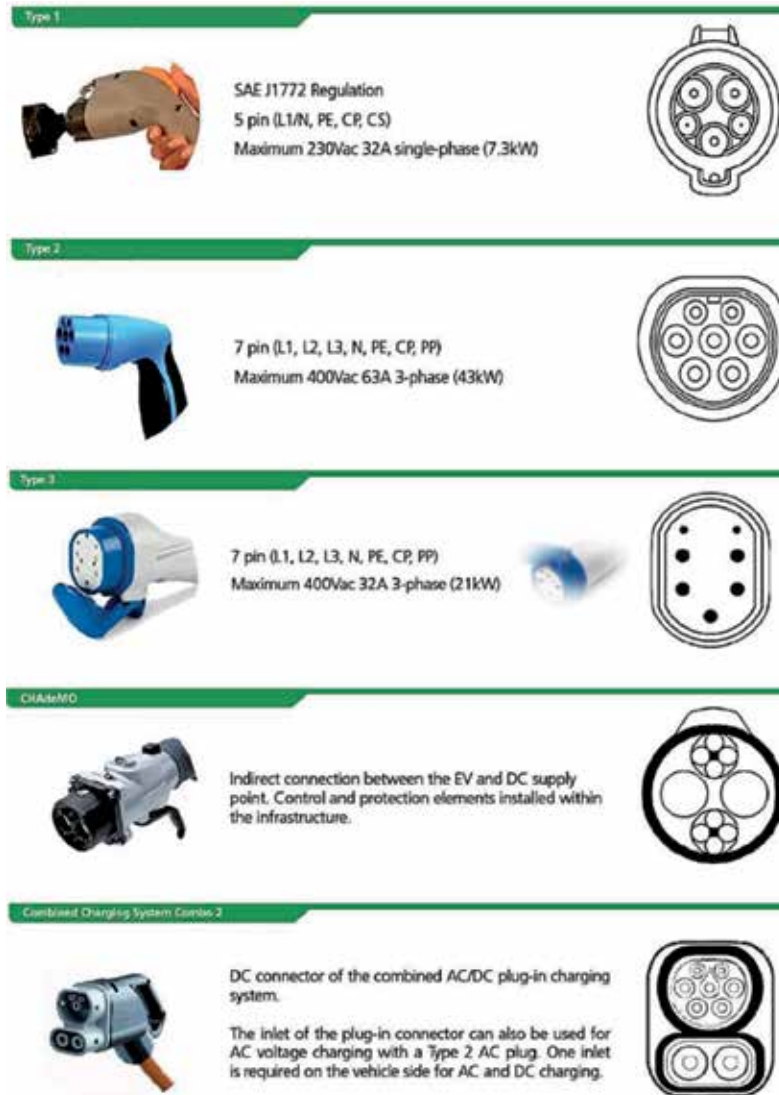 Type 1
SAE J1772 Regulation
5 pin (L1/N, PE, CP, CS)
Maximum 230Vac 32A single-phase (7.3kW)
Type 2
7 pin (L1, L2, L3, N, PE, CP, PP)
Maximum 400Vac 63A 3-phase (43kW)
Type 3
7 pin (L1, L2, L3, N, PE, CP, PP)
Maximum 400Vac 32A 3-phase (21kW)
CHAdeMO
Indirect connection between the EV and DC supply
point. Control and protection elements installed within
the infrastructure.
Combined Charging System Combo 2
DC connector of the combined AC/DC plug-in charging
system.
The inlet of the plug-in connector can also be used for
AC voltage charging with a Type 2 AC plug. One inlet
is required on the vehicle side for AC and DC charging.